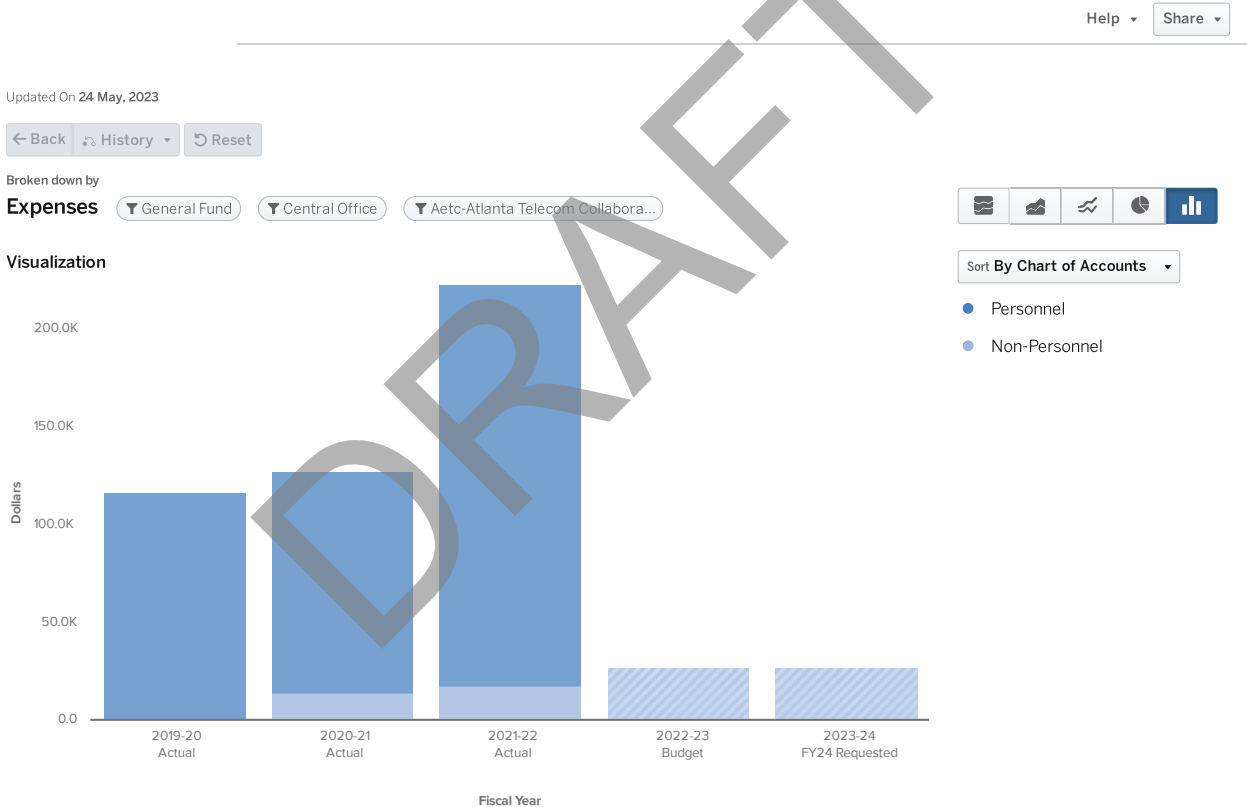 Help
Share
Updated On 24 May, 2023
Back
History
Reset
Broken down by
Expenses
General Fund
Central Office
Aetc-Atlanta Telecom Collabora...
Visualization
Sort By Chart of Accounts
Personnel
Non-Personnel
200.0K
150.0K
100.0K
50.0K
0.0
Dollars
2019-20
Actual
2020-21
Actual
2021-22
Actual
2022-23
Budget
2023-24
FY24 Requested
Fiscal Year
DRAFT